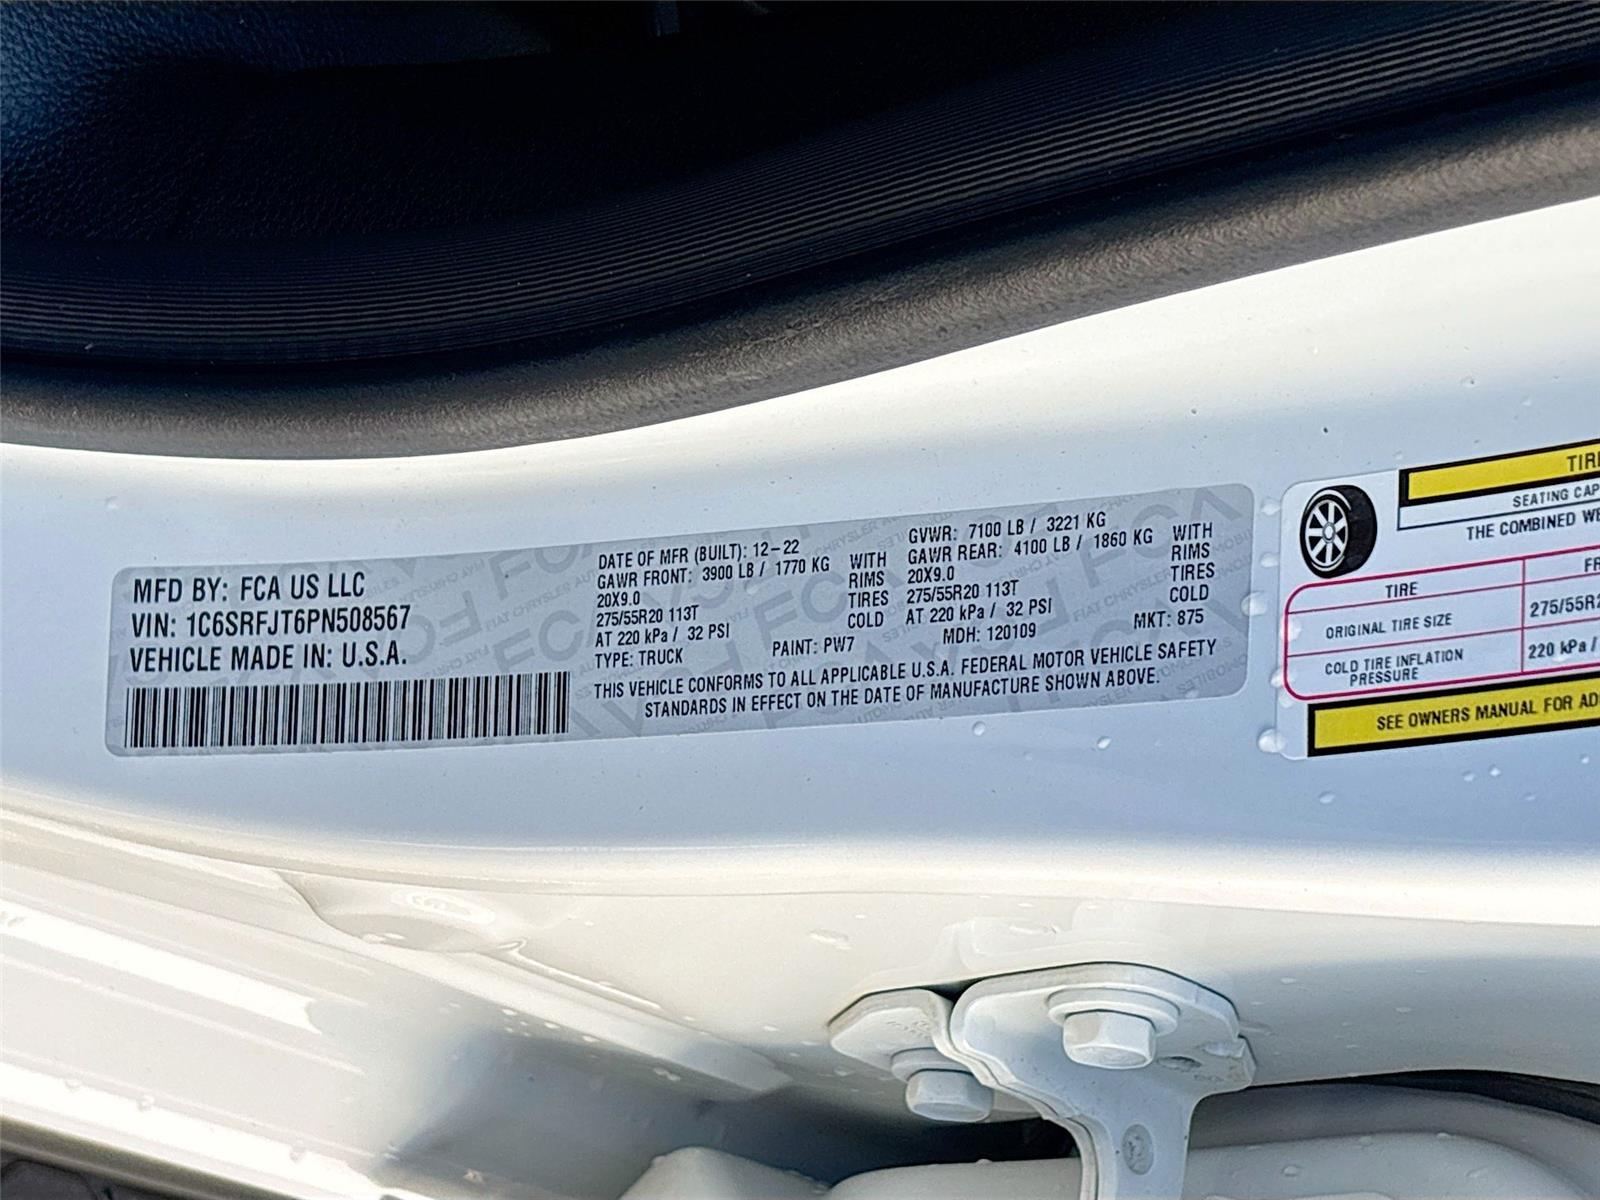 MFD BY: FCA US LLC
VIN: 1C6SRFJT6PN508567
VEHICLE MADE IN: U.S.A.
DATE OF MFR (BUILT): 12-22
GAWR FRONT: 3900 LB / 1770 KG WITH
20X9.0 RIMS
275/55R20 113T TIRES
AT 220 kPa / 32 PSI COLD
TYPE: TRUCK PAINT: PW7
GVWR: 7100 LB / 3221 KG
GAWR REAR: 4100 LB / 1860 KG WITH
20X9.0 RIMS
275/55R20 113T TIRES
AT 220 kPa / 32 PSI COLD
MDH: 120109 MKT: 875
THIS VEHICLE CONFORMS TO ALL APPLICABLE U.S.A. FEDERAL MOTOR VEHICLE SAFETY
STANDARDS IN EFFECT ON THE DATE OF MANUFACTURE SHOWN ABOVE.
TIR
SEATING CAP
THE COMBINED WE
TIRE FR
ORIGINAL TIRE SIZE 275/55R2
COLD TIRE INFLATION
PRESSURE 220 kPa /
SEE OWNERS MANUAL FOR AD